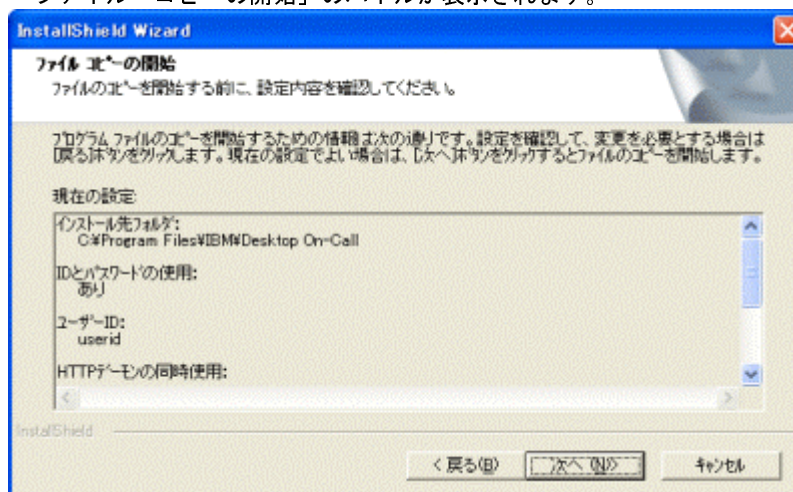 ファイル・コピーの開始」のパネルが表示されます。
InstallShield Wizard
ファイル コピーの開始
ファイルのコピーを開始する前に、設定内容を確認してください。
プログラム ファイルのコピーを開始するための情報は次の通りです。設定を確認して、変更を必要とする場合は
[戻る]ボタンをクリックします。現在の設定でよい場合は、[次へ]ボタンをクリックするとファイルのコピーを開始します。
現在の設定:
インストール先フォルダ:
C:¥Program Files¥IBM¥Desktop On-Call
IDとパスワードの使用:
あり
ユーザーID:
userid
HTTPデーモンの同時使用:
InstallShield
< 戻る(B)
次へ (N)>
キャンセル